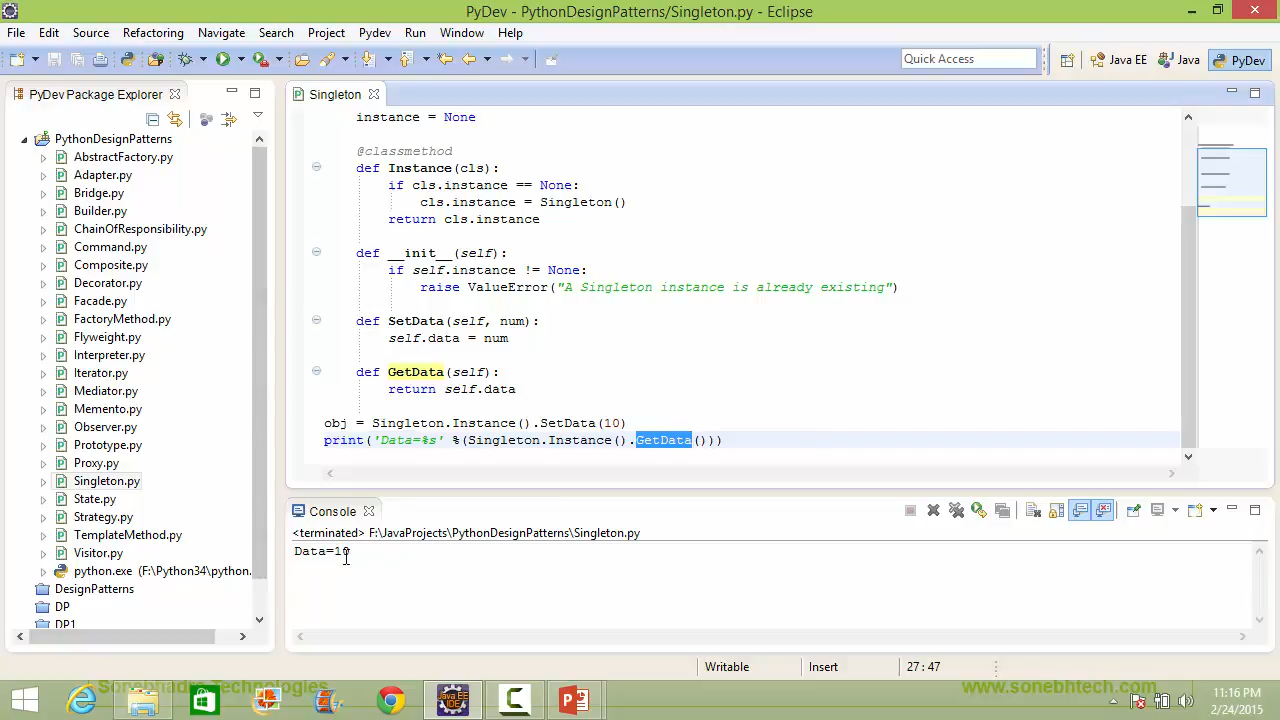 PyDev - PythonDesignPatterns/Singleton.py - Eclipse
File Edit Source Refactoring Navigate Search Project Pydev Run Window Help
Quick Access
Java EE
Java
PyDev
PyDev Package Explorer
PythonDesignPatterns
AbstractFactory.py
Adapter.py
Bridge.py
Builder.py
ChainOfResponsibility.py
Command.py
Composite.py
Decorator.py
Facade.py
FactoryMethod.py
Flyweight.py
Interpreter.py
Iterator.py
Mediator.py
Memento.py
Observer.py
Prototype.py
Proxy.py
Singleton.py
State.py
Strategy.py
TemplateMethod.py
Visitor.py
python.exe (F:\Python34\python.
DesignPatterns
DP
DP1
Singleton
instance = None
@classmethod
def Instance(cls):
if cls.instance == None:
cls.instance = Singleton()
return cls.instance
def __init__(self):
if self.instance != None:
raise ValueError("A Singleton instance is already existing")
def SetData(self, num):
self.data = num
def GetData(self):
return self.data
obj = Singleton.Instance().SetData(10)
print('Data=%s' %(Singleton.Instance().GetData()))
Console
<terminated> F:\JavaProjects\PythonDesignPatterns\Singleton.py
Data=10
Writable
Insert
27 : 47
Sonebhadra Technologies
www.sonebhtech.com
11:16 PM
2/24/2015